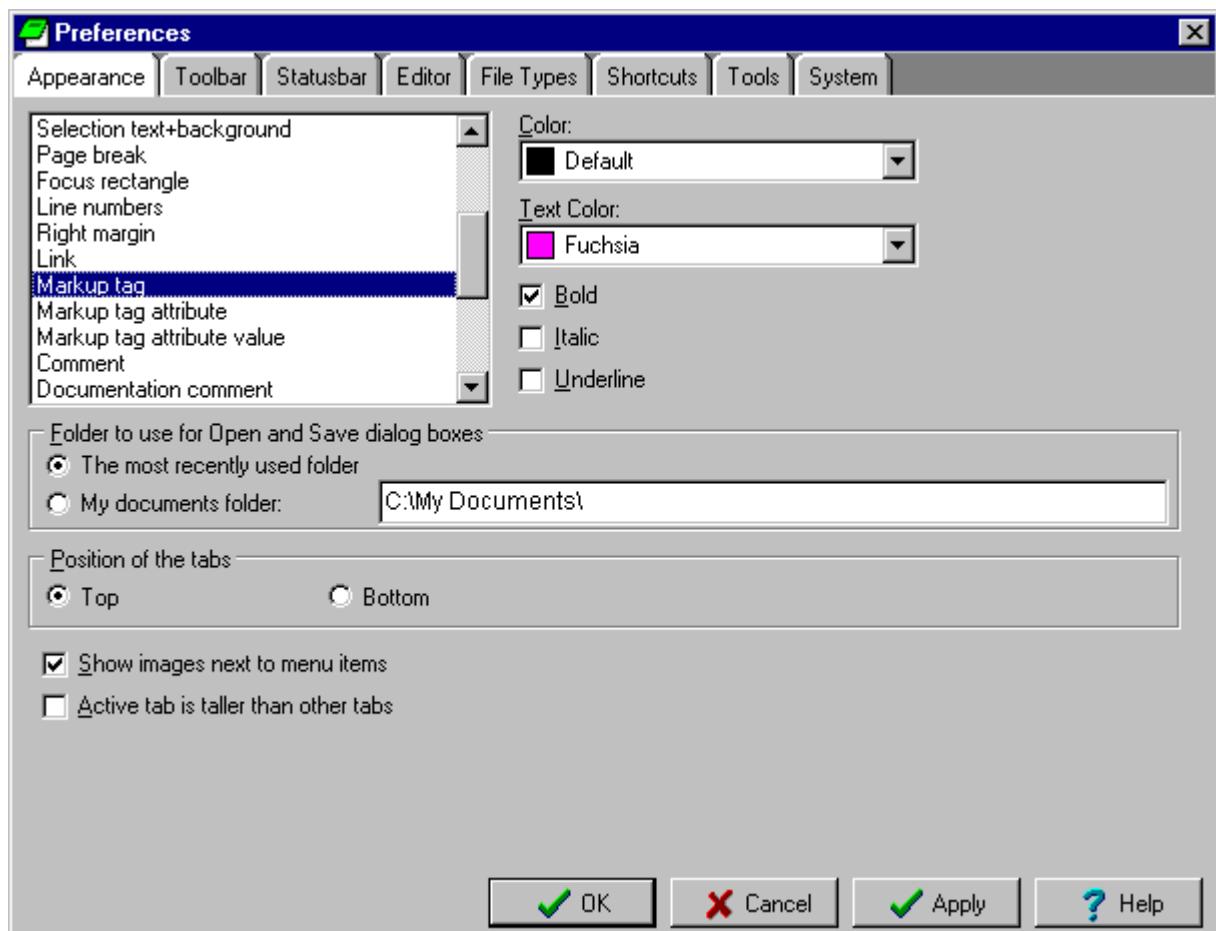 Preferences
Appearance Toolbar Statusbar Editor File Types Shortcuts Tools System
Selection text+background
Page break
Focus rectangle
Line numbers
Right margin
Link
Markup tag
Markup tag attribute
Markup tag attribute value
Comment
Documentation comment
Color:
Default
Text Color:
Fuchsia
Bold
Italic
Underline
Folder to use for Open and Save dialog boxes
The most recently used folder
My documents folder: C:\My Documents\
Position of the tabs
Top Bottom
Show images next to menu items
Active tab is taller than other tabs
OK Cancel Apply Help